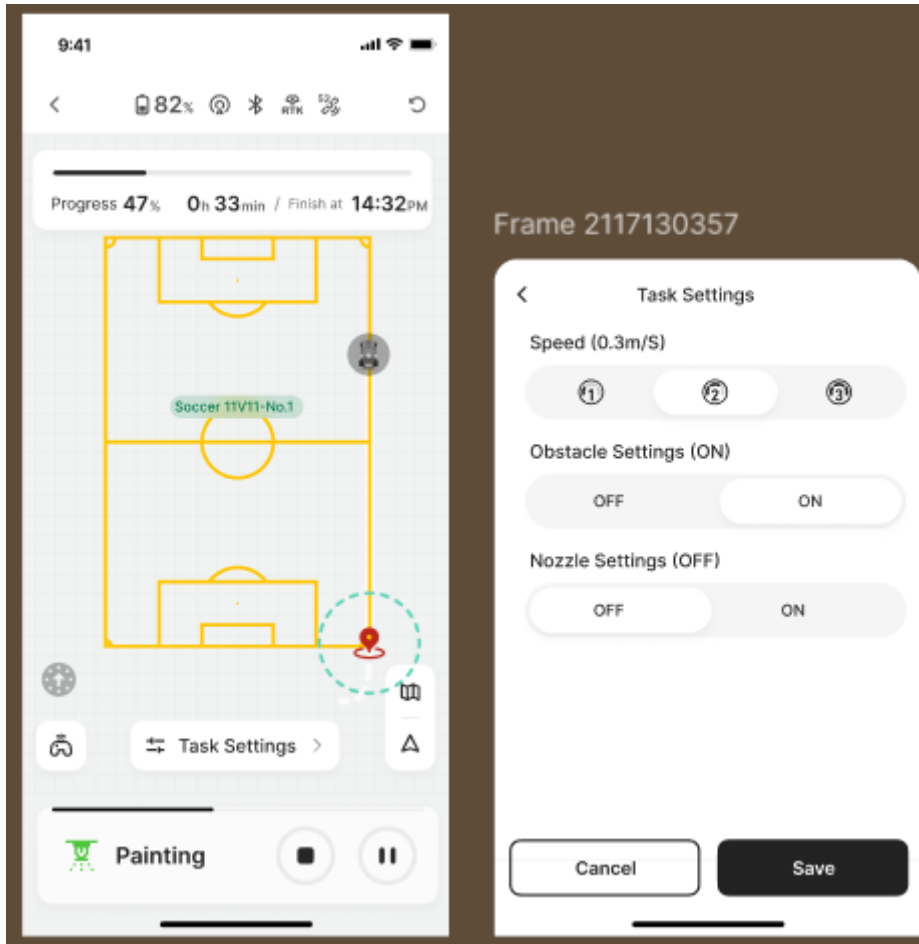 9:41
82%
RTK
Progress 47% 0h 33min / Finish at 14:32PM
Soccer 11V11-No.1
Task Settings
Painting
Frame 2117130357
Task Settings
Speed (0.3m/S)
1 2 3
Obstacle Settings (ON)
OFF ON
Nozzle Settings (OFF)
OFF ON
Cancel Save